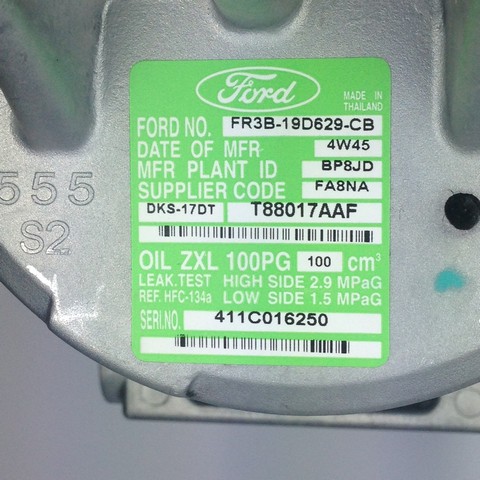 Ford
MADE IN
THAILAND
FORD NO. FR3B-19D629-CB
DATE OF MFR 4W45
MFR PLANT ID BP8JD
SUPPLIER CODE FA8NA
DKS-17DT T88017AAF
OIL ZXL 100PG 100 cm³
LEAK.TEST HIGH SIDE 2.9 MPaG
REF. HFC-134a LOW SIDE 1.5 MPaG
SERI.NO. 411C016250
555
S2